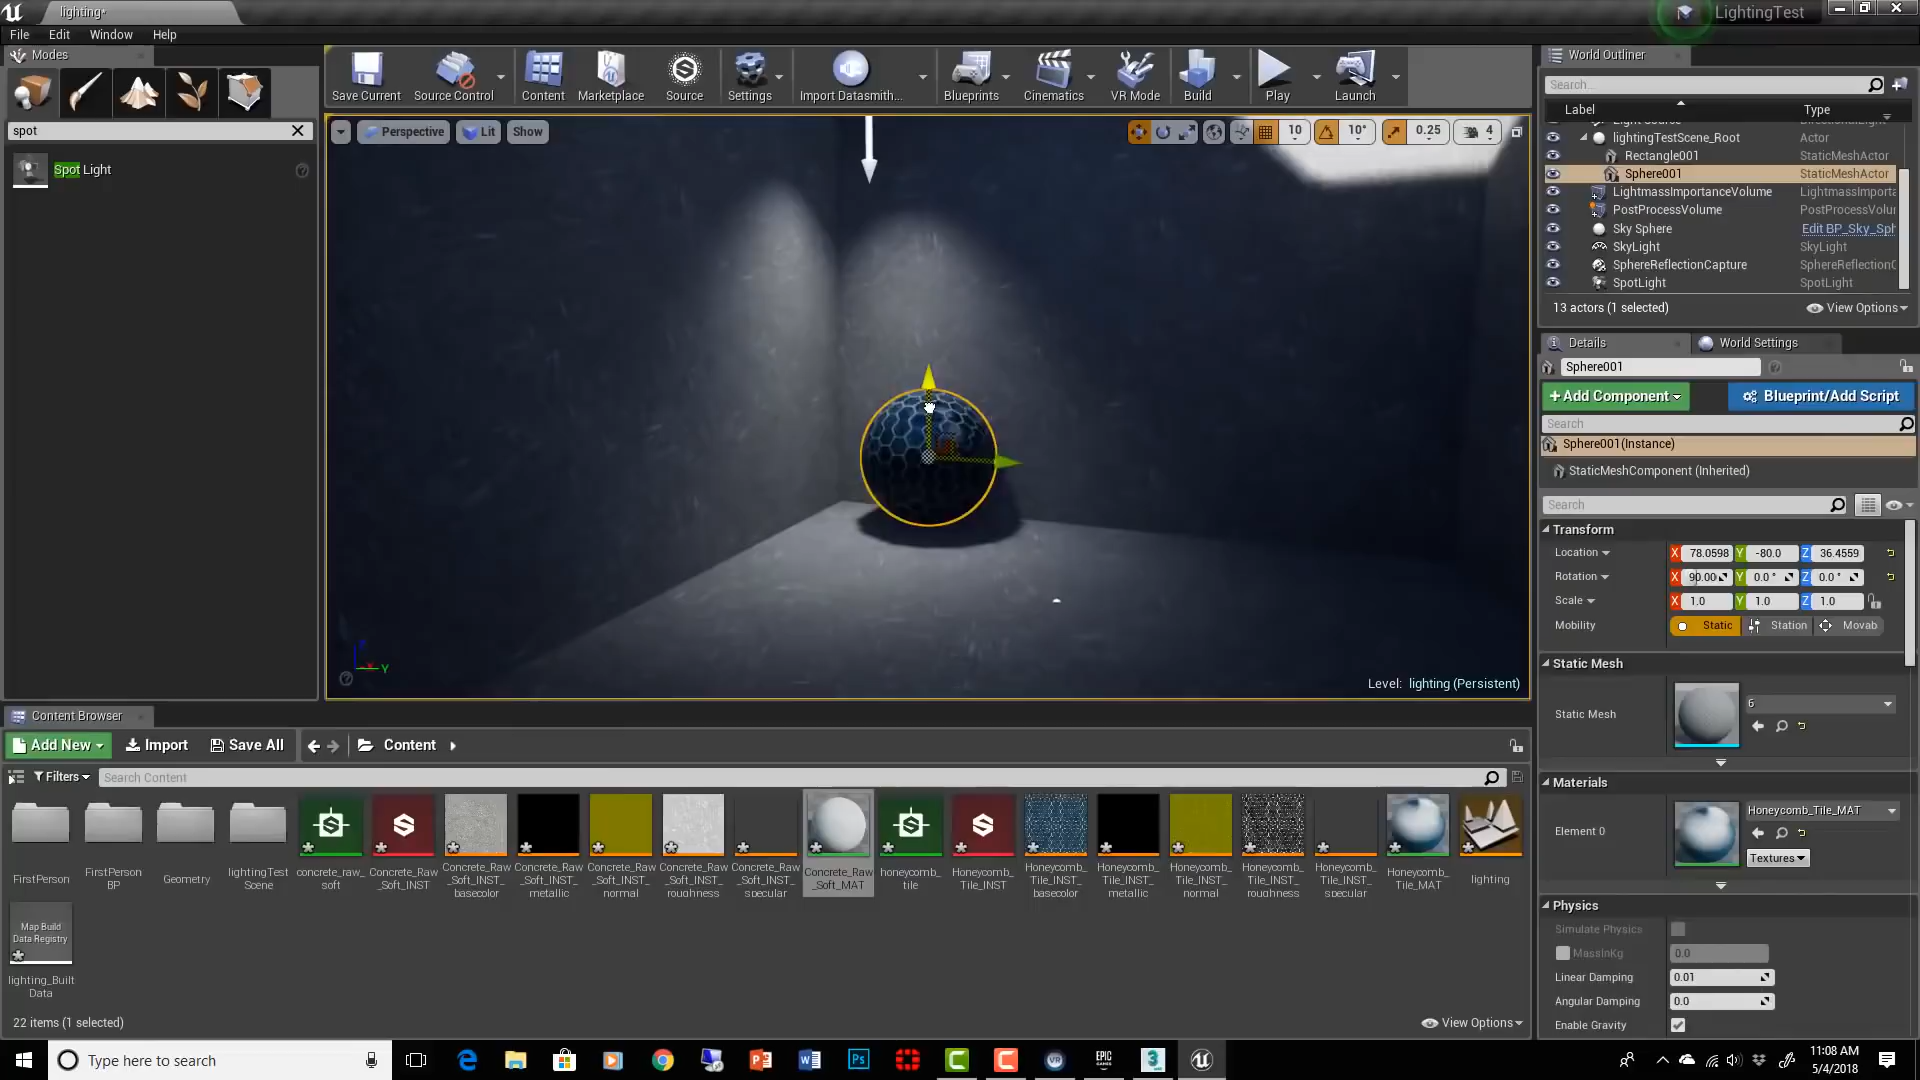 lighting*
LightingTest
File Edit Window Help
Modes
spot
Spot Light
Save Current Source Control Content Marketplace Source Settings Import Datasmith... Blueprints Cinematics VR Mode Build Play Launch
Perspective Lit Show
10 10° 0.25 4
Level: lighting (Persistent)
Z
Y
World Outliner
Search...
Label Type
lightingTestScene_Root Actor
Rectangle001 StaticMeshActor
Sphere001 StaticMeshActor
LightmassImportanceVolume LightmassImporta
PostProcessVolume PostProcessVolu
Sky Sphere Edit BP_Sky_Sph
SkyLight SkyLight
SphereReflectionCapture SphereReflectionC
SpotLight SpotLight
13 actors (1 selected) View Options
Details World Settings
Sphere001
+Add Component Blueprint/Add Script
Search
Sphere001(Instance)
StaticMeshComponent (Inherited)
Search
Transform
Location X 78.0598 Y -80.0 Z 36.4559
Rotation X 90.00 Y 0.0 ° Z 0.0 °
Scale X 1.0 Y 1.0 Z 1.0
Mobility Static Station Movab
Static Mesh
Static Mesh 6
Materials
Element 0 Honeycomb_Tile_MAT
Textures
Physics
Simulate Physics
MassInKg 0.0
Linear Damping 0.01
Angular Damping 0.0
Enable Gravity
Content Browser
Add New Import Save All Content
Filters Search Content
FirstPerson
FirstPerson
BP
Geometry
lightingTest
Scene
concrete_raw_
soft
Concrete_Raw
_Soft_INST
Concrete_Raw
_Soft_INST_
basecolor
Concrete_Raw
_Soft_INST_
metallic
Concrete_Raw
_Soft_INST_
normal
Concrete_Raw
_Soft_INST_
roughness
Concrete_Raw
_Soft_INST_
specular
Concrete_Raw
_Soft_MAT
honeycomb_
tile
Honeycomb_
Tile_INST
Honeycomb_
Tile_INST_
basecolor
Honeycomb_
Tile_INST_
metallic
Honeycomb_
Tile_INST_
normal
Honeycomb_
Tile_INST_
roughness
Honeycomb_
Tile_INST_
specular
Honeycomb_
Tile_MAT
lighting
Map Build
Data Registry
lighting_Built
Data
22 items (1 selected) View Options
Type here to search
11:08 AM
5/4/2018